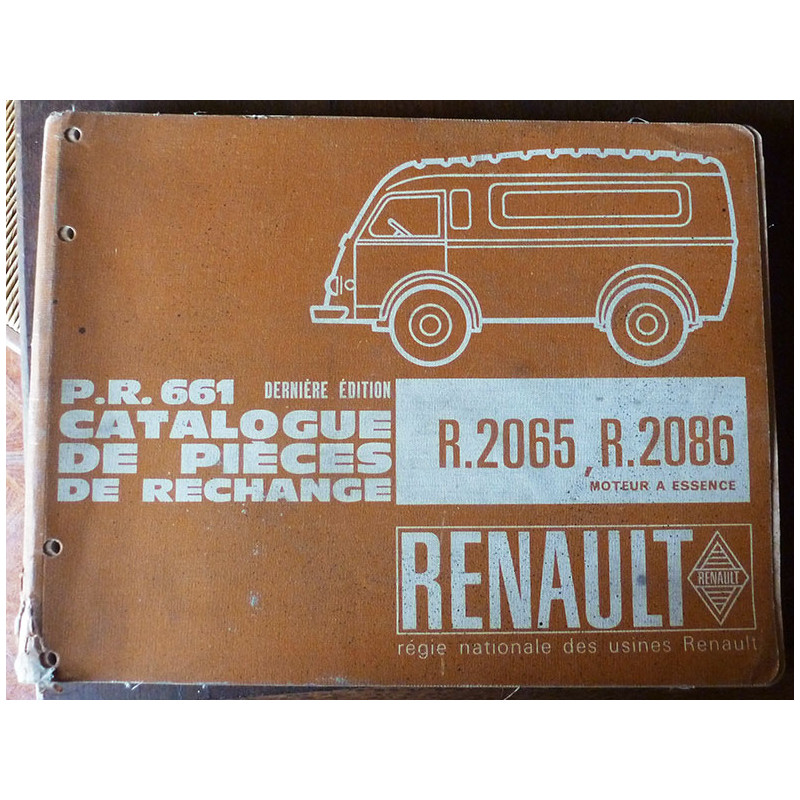 P.R. 661 DERNIÈRE ÉDITION
CATALOGUE
DE PIÈCES
DE RECHANGE
R.2065, R.2086
MOTEUR A ESSENCE
RENAULT
RENAULT
régie nationale des usines Renault